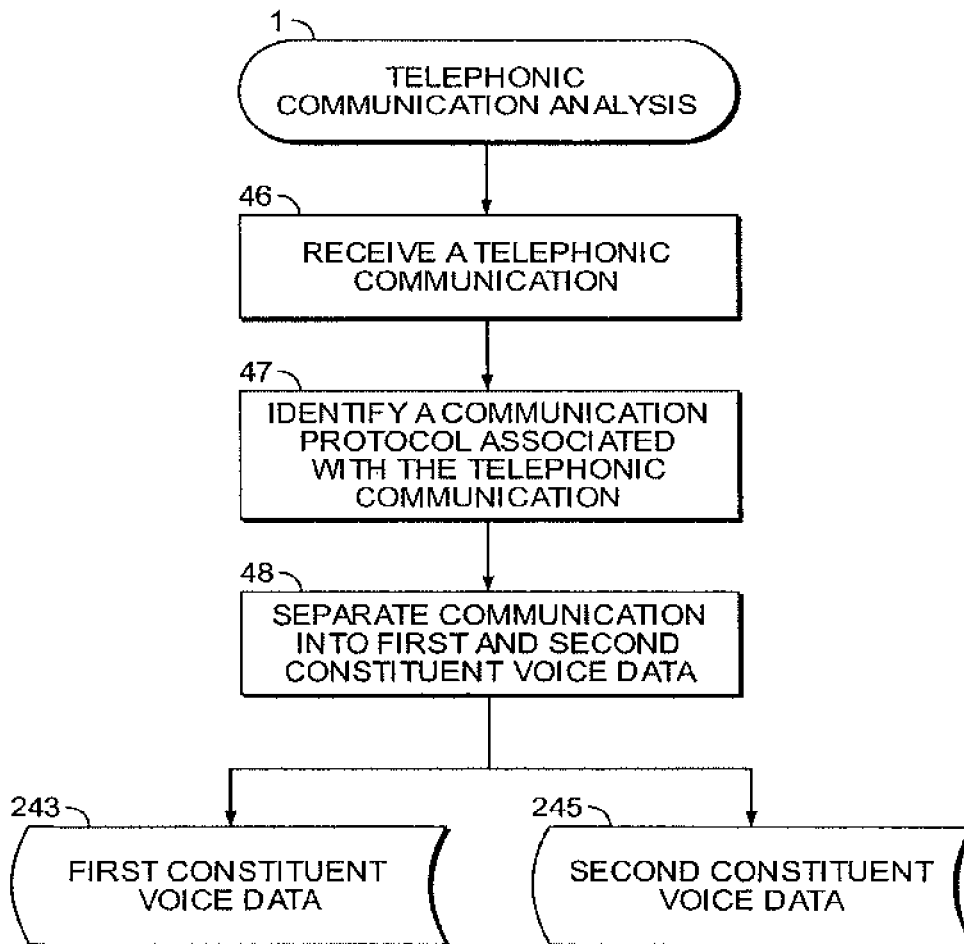 1
TELEPHONIC
COMMUNICATION ANALYSIS
46
RECEIVE A TELEPHONIC
COMMUNICATION
47
IDENTIFY A COMMUNICATION
PROTOCOL ASSOCIATED
WITH THE TELEPHONIC
COMMUNICATION
48
SEPARATE COMMUNICATION
INTO FIRST AND SECOND
CONSTITUENT VOICE DATA
243
FIRST CONSTITUENT
VOICE DATA
245
SECOND CONSTITUENT
VOICE DATA